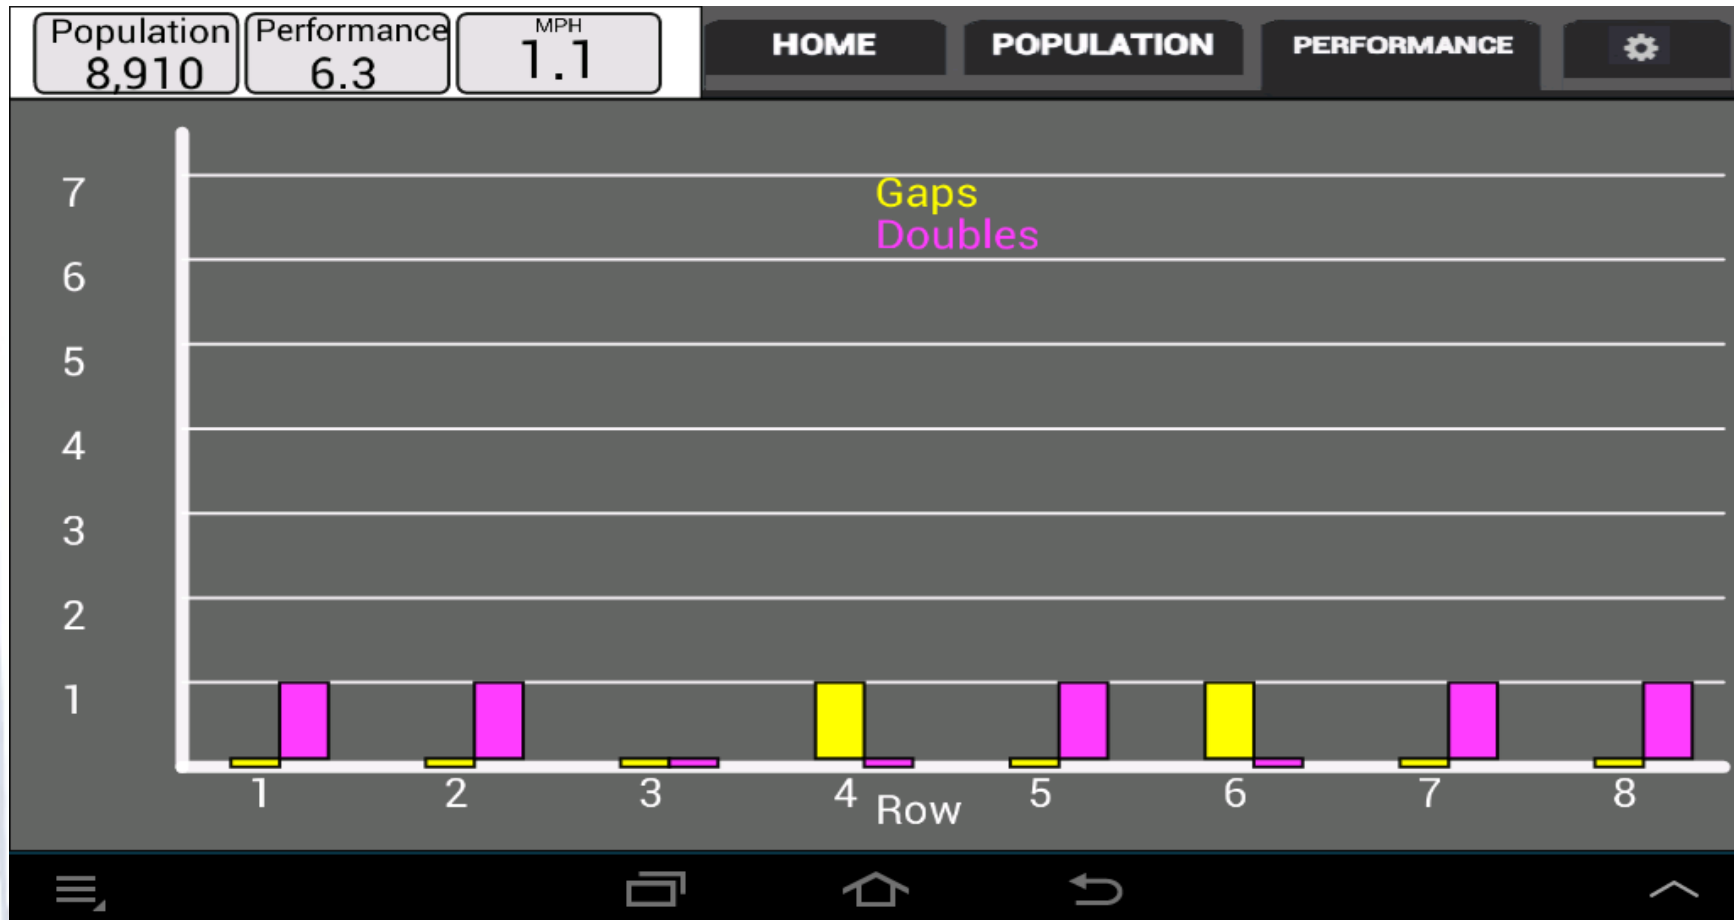 Population
8,910
Performance
6.3
MPH
1.1
HOME
POPULATION
PERFORMANCE
7
6
5
4
3
2
1
Gaps
Doubles
1 2 3 4 5 6 7 8
Row